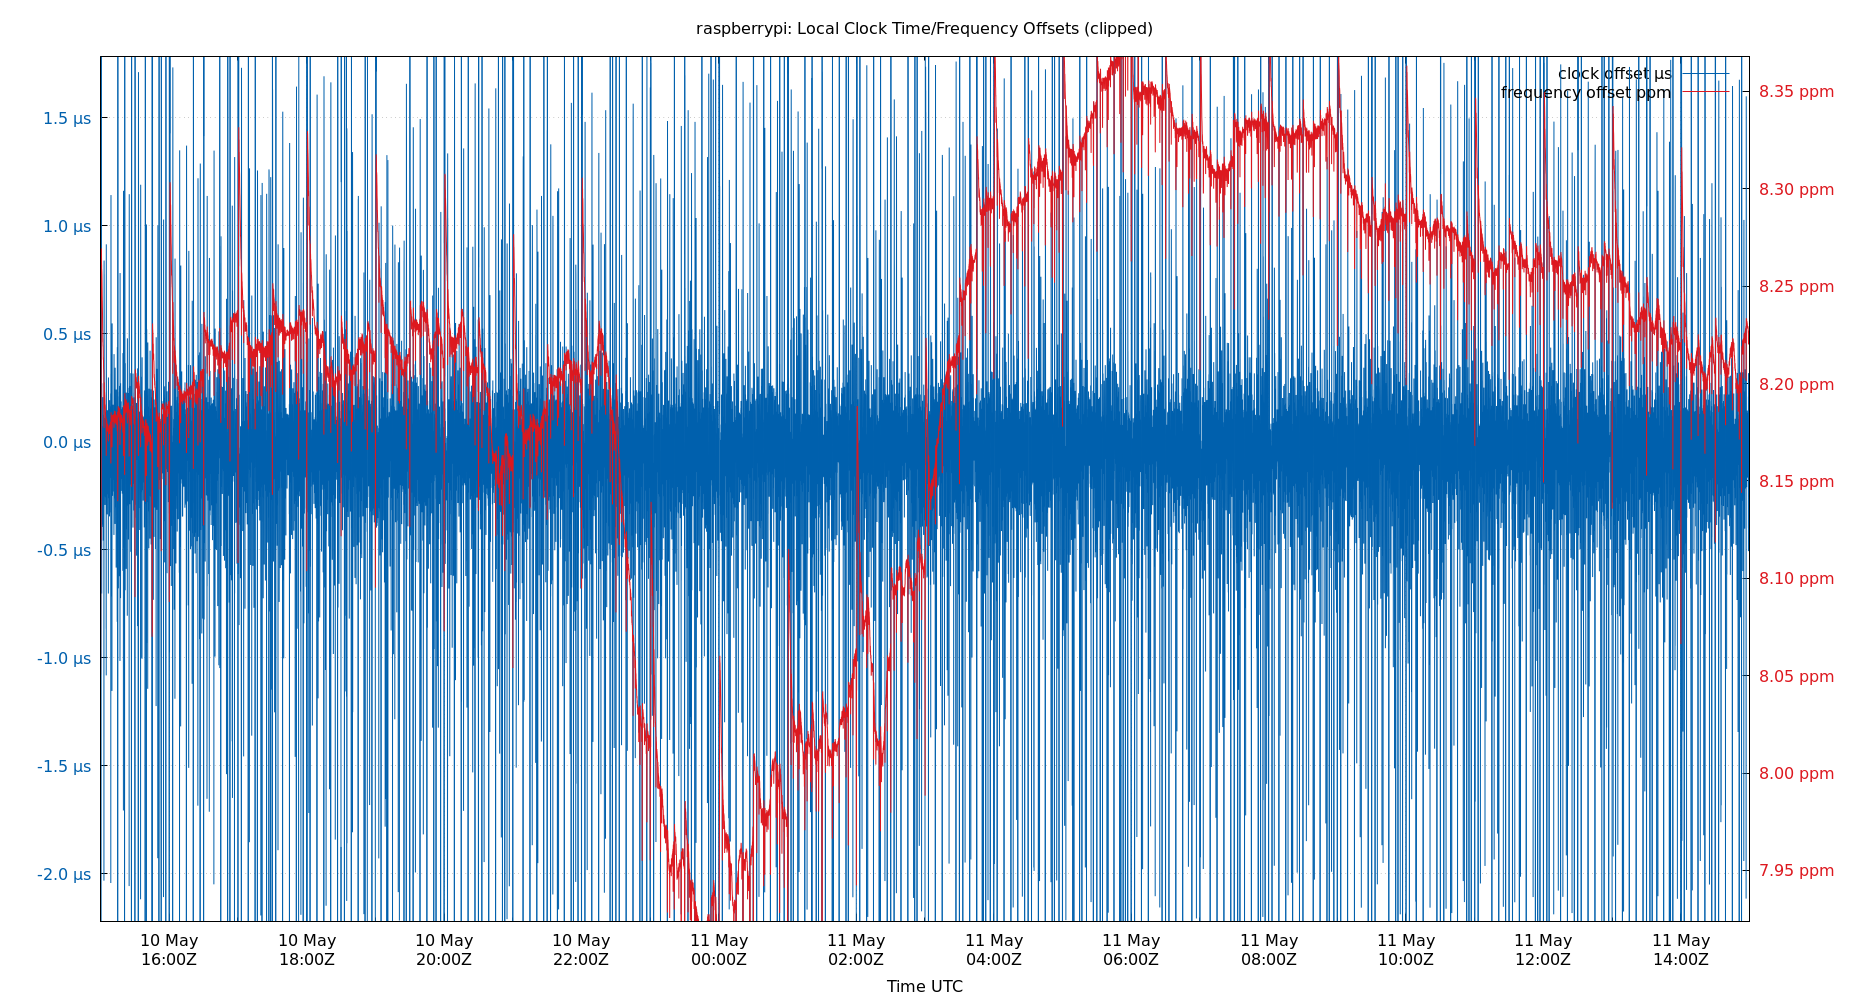 raspberrypi: Local Clock Time/Frequency Offsets (clipped)
clock offset µs
frequency offset ppm
1.5 µs
1.0 µs
0.5 µs
0.0 µs
-0.5 µs
-1.0 µs
-1.5 µs
-2.0 µs
8.35 ppm
8.30 ppm
8.25 ppm
8.20 ppm
8.15 ppm
8.10 ppm
8.05 ppm
8.00 ppm
7.95 ppm
10 May 10 May 10 May 10 May 11 May 11 May 11 May 11 May 11 May 11 May 11 May 11 May
16:00Z 18:00Z 20:00Z 22:00Z 00:00Z 02:00Z 04:00Z 06:00Z 08:00Z 10:00Z 12:00Z 14:00Z
Time UTC